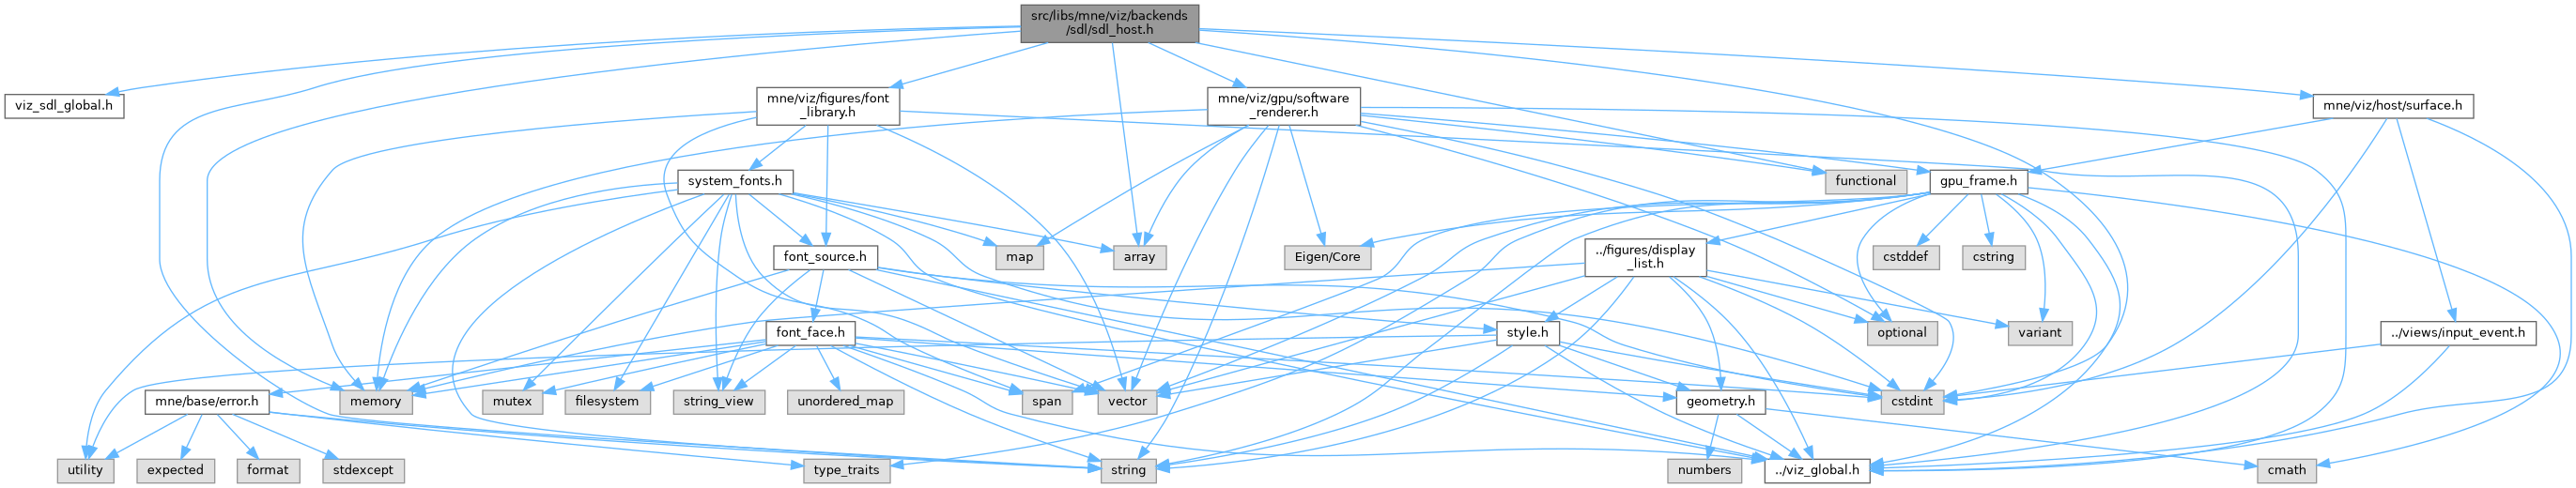 src/libs/mne/viz/backends
/sdl/sdl_host.h
viz_sdl_global.h
mne/viz/figures/font
_library.h
mne/viz/gpu/software
_renderer.h
mne/viz/host/surface.h
system_fonts.h
functional
gpu_frame.h
font_source.h
map
array
Eigen/Core
../figures/display
_list.h
cstddef
cstring
font_face.h
style.h
optional
variant
../views/input_event.h
mne/base/error.h
memory
mutex
filesystem
string_view
unordered_map
span
vector
geometry.h
cstdint
utility
expected
format
stdexcept
type_traits
string
numbers
../viz_global.h
cmath